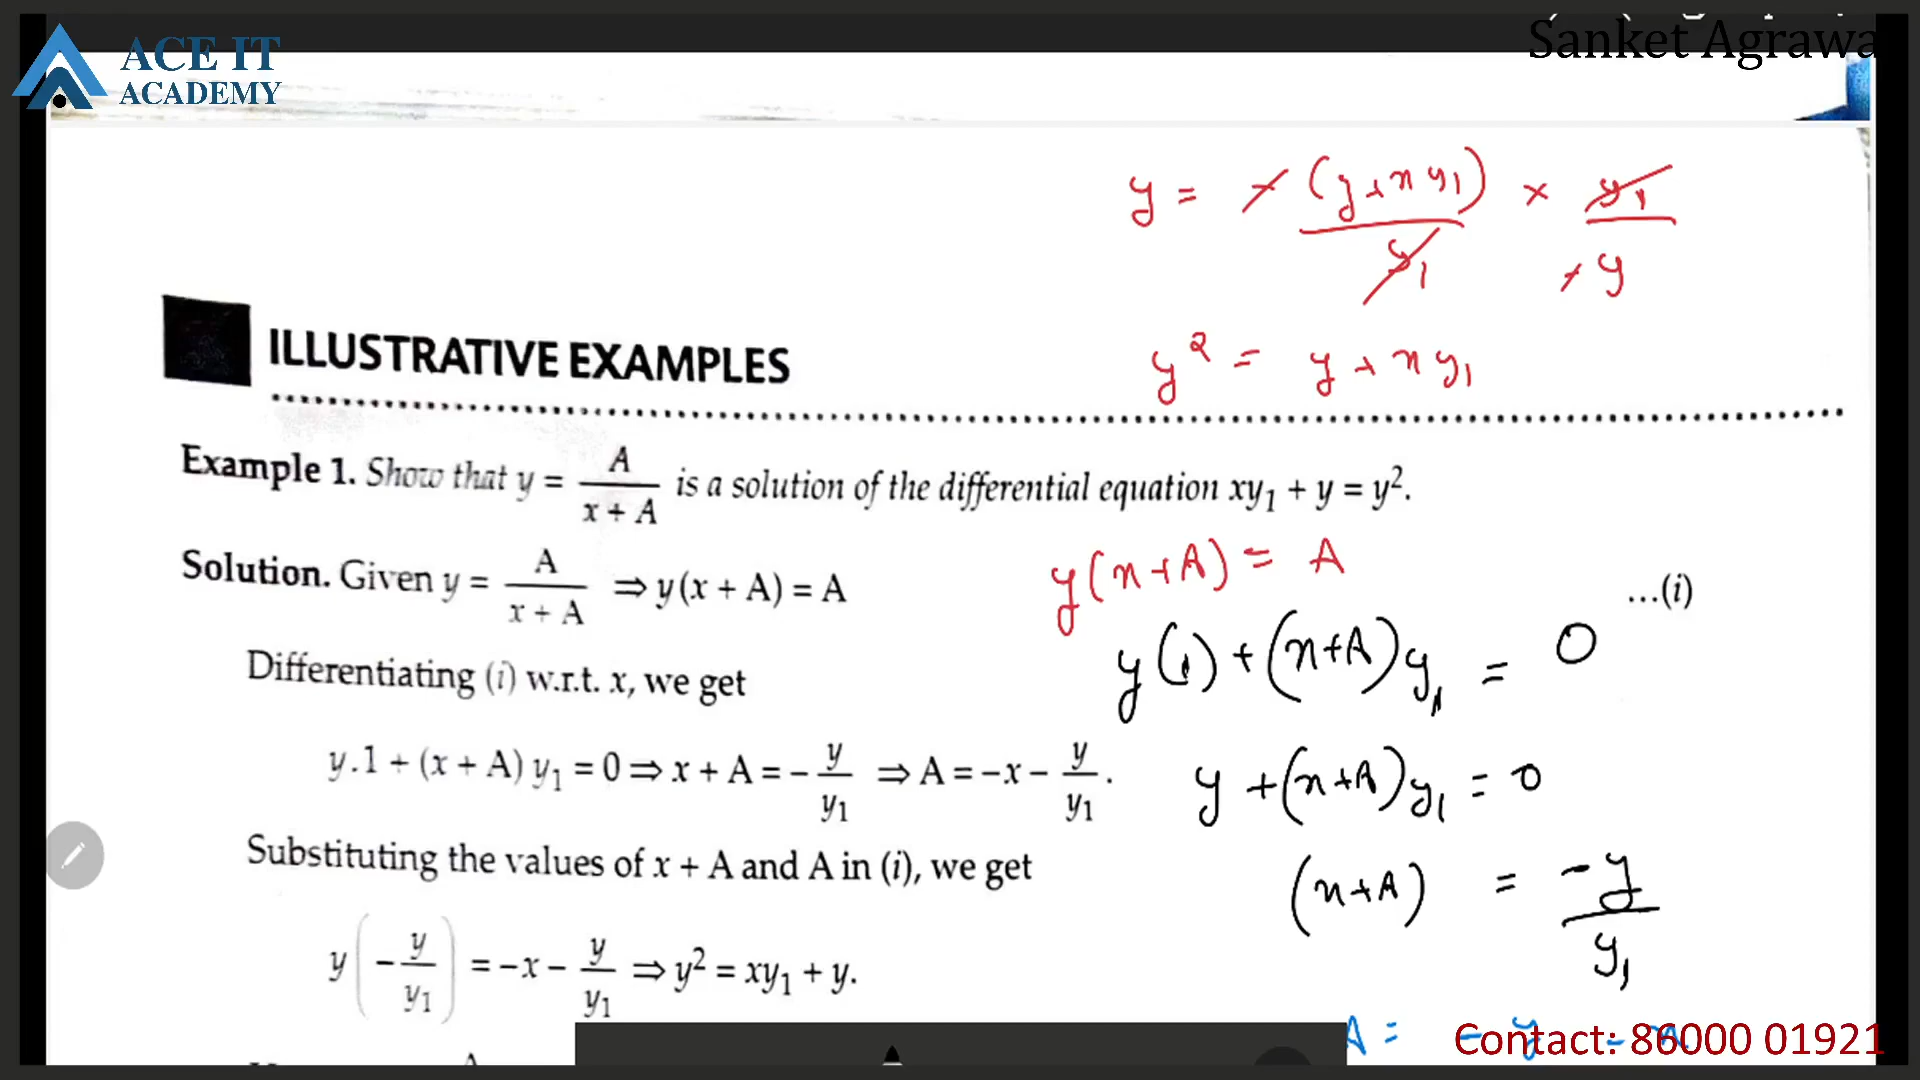 Sanket Agrawa
ACE IT
ACADEMY
y = - (y + x y₁) / y₁ × y₁ / - y
y² = y + x y₁
ILLUSTRATIVE EXAMPLES
Example 1. Show that y = A / (x + A) is a solution of the differential equation xy₁ + y = y².
Solution. Given y = A / (x + A) ⇒ y (x + A) = A ...(i)
y(x+A) = A
y(1) + (x+A)y₁ = 0
Differentiating (i) w.r.t. x, we get
y.1 + (x + A) y₁ = 0 ⇒ x + A = – y/y₁ ⇒ A = –x – y/y₁.
y + (x+A)y₁ = 0
Substituting the values of x + A and A in (i), we get
(x+A) = -y/y₁
y (– y/y₁) = –x – y/y₁ ⇒ y² = xy₁ + y.
A = - y - x
Contact: 86000 01921